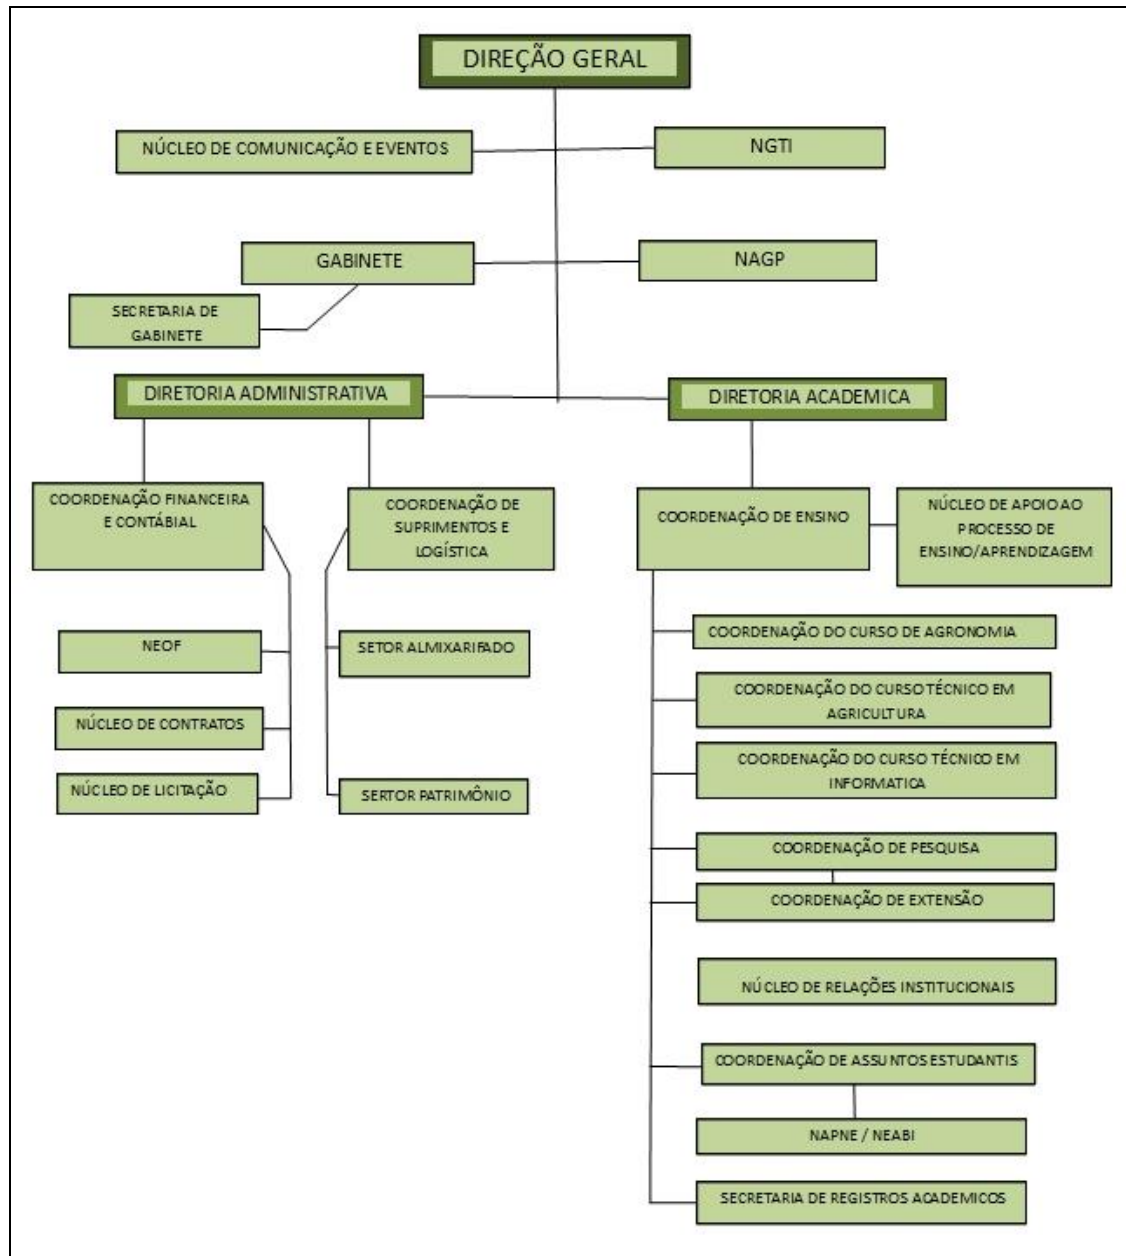 DIREÇÃO GERAL
NÚCLEO DE COMUNICAÇÃO E EVENTOS
NGTI
GABINETE
NAGP
SECRETARIA DE
GABINETE
DIRETORIA ADMINISTRATIVA
DIRETORIA ACADEMICA
COORDENAÇÃO FINANCEIRA
E CONTÁBIAL
COORDENAÇÃO DE
SUPRIMENTOS E
LOGÍSTICA
COORDENAÇÃO DE ENSINO
NÚCLEO DE APOIO AO
PROCESSO DE
ENSINO/APRENDIZAGEM
NEOF
NÚCLEO DE CONTRATOS
NÚCLEO DE LICITAÇÃO
SETOR ALMIXARIFADO
SERTOR PATRIMÔNIO
COORDENAÇÃO DO CURSO DE AGRONOMIA
COORDENAÇÃO DO CURSO TÉCNICO EM
AGRICULTURA
COORDENAÇÃO DO CURSO TÉCNICO EM
INFORMATICA
COORDENAÇÃO DE PESQUISA
COORDENAÇÃO DE EXTENSÃO
NÚCLEO DE RELAÇÕES INSTITUCIONAIS
COORDENAÇÃO DE ASSUNTOS ESTUDANTIS
NAPNE / NEABI
SECRETARIA DE REGISTROS ACADEMICOS